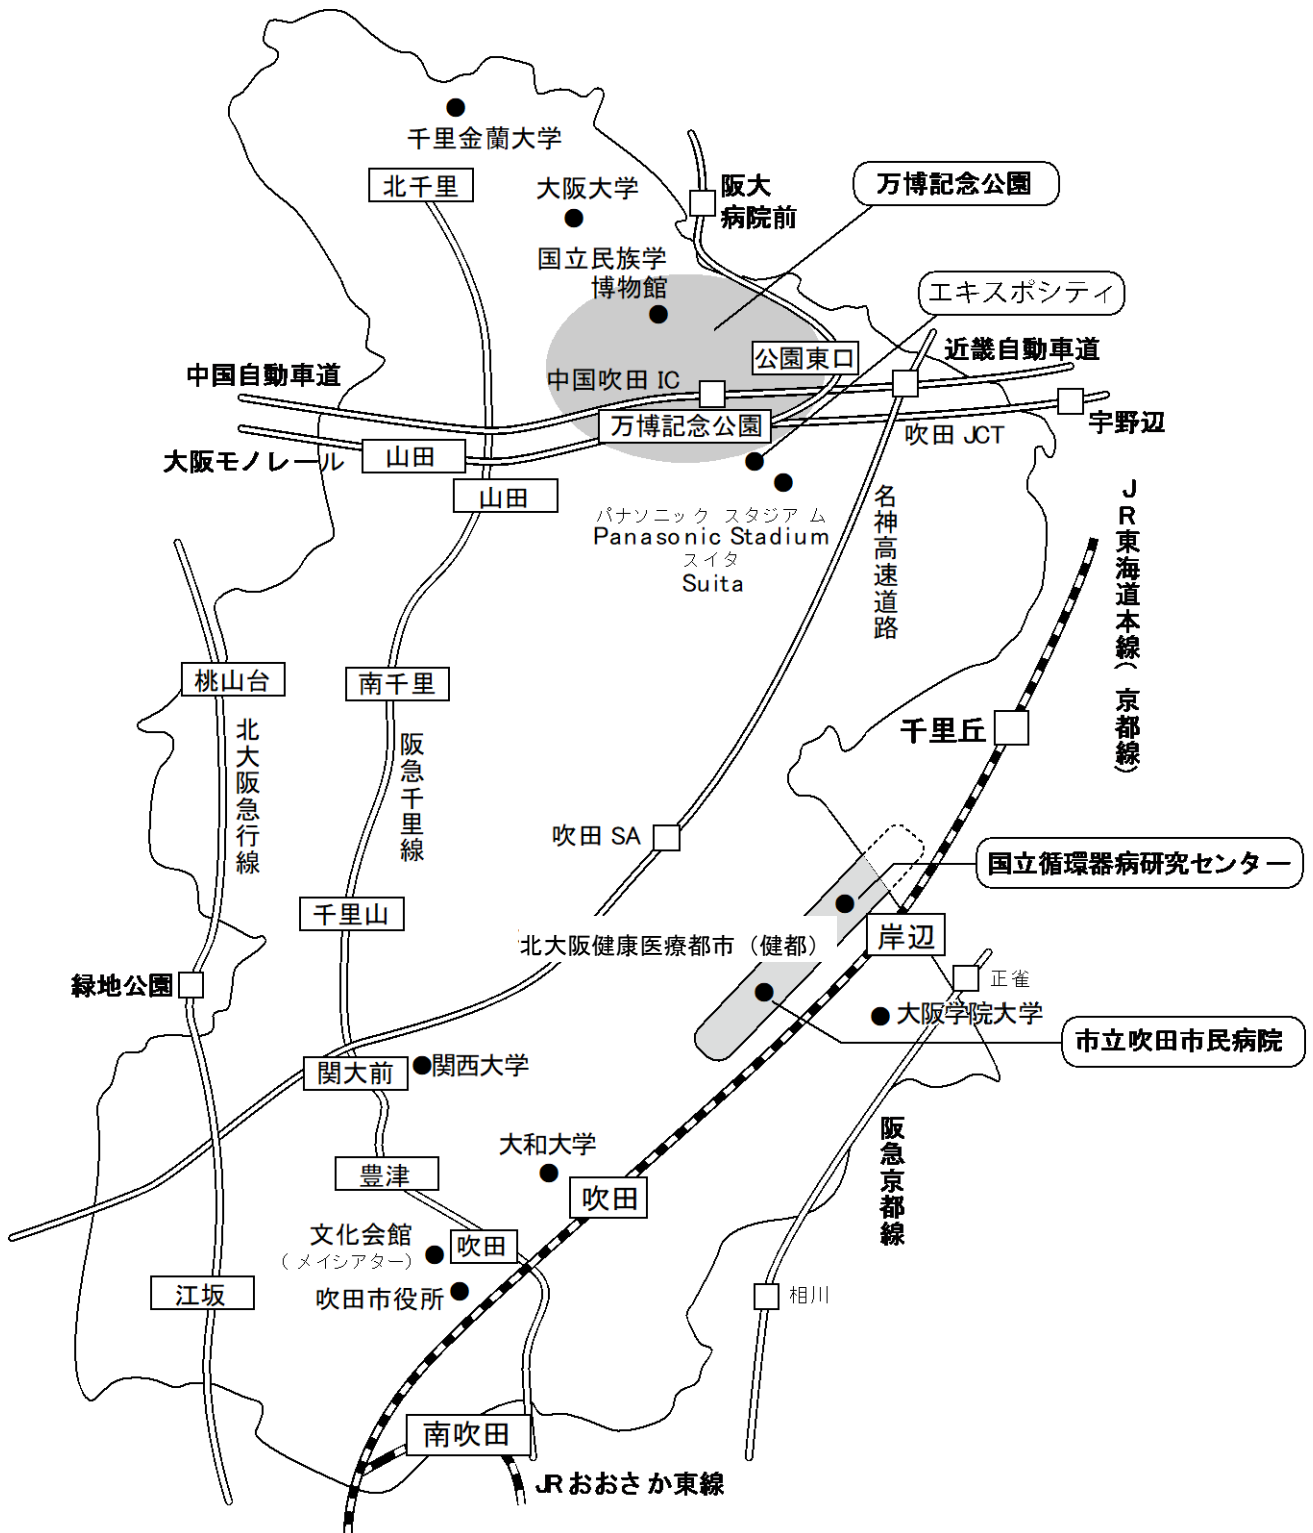 千里金蘭大学
北千里
大阪大学
阪大
病院前
万博記念公園
国立民族学
博物館
エキスポシティ
公園東口
近畿自動車道
中国自動車道
中国吹田 IC
万博記念公園
吹田 JCT
宇野辺
大阪モノレール
山田
山田
パナソニック スタジアム
Panasonic Stadium
スイタ
Suita
名神高速道路
JR東海道本線(京都線)
桃山台
南千里
北大阪急行線
阪急千里線
千里丘
吹田 SA
国立循環器病研究センター
千里山
北大阪健康医療都市（健都）
岸辺
緑地公園
正雀
大阪学院大学
市立吹田市民病院
関大前
関西大学
阪急京都線
大和大学
豊津
吹田
文化会館
（メイシアター）
吹田
江坂
吹田市役所
相川
南吹田
JRおおさか東線